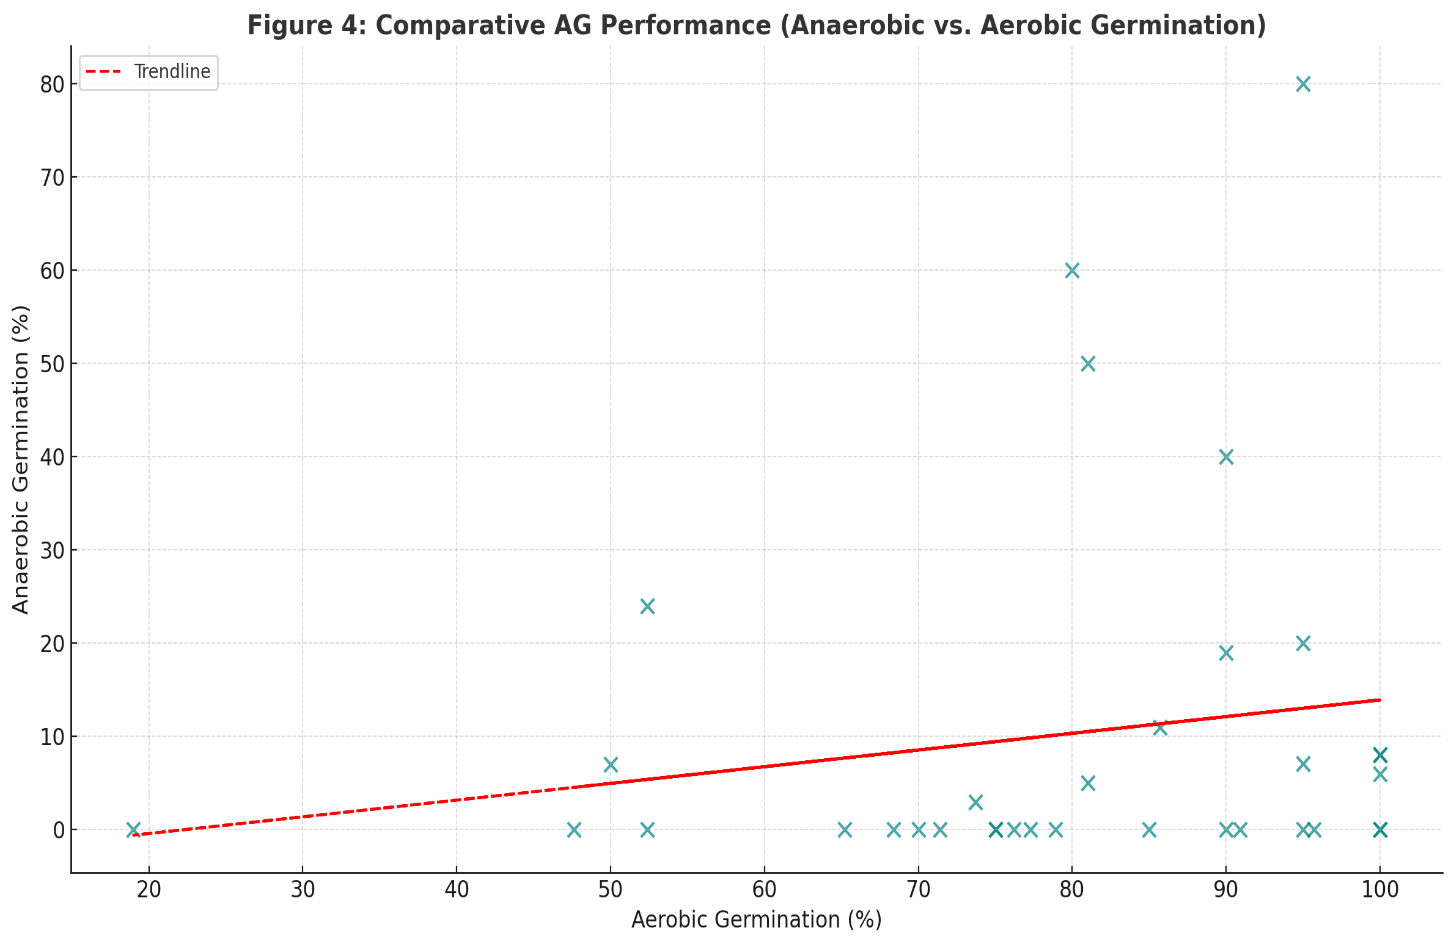 Figure 4: Comparative AG Performance (Anaerobic vs. Aerobic Germination)
Trendline
Anaerobic Germination (%)
80
70
60
50
40
30
20
10
0
20 30 40 50 60 70 80 90 100
Aerobic Germination (%)